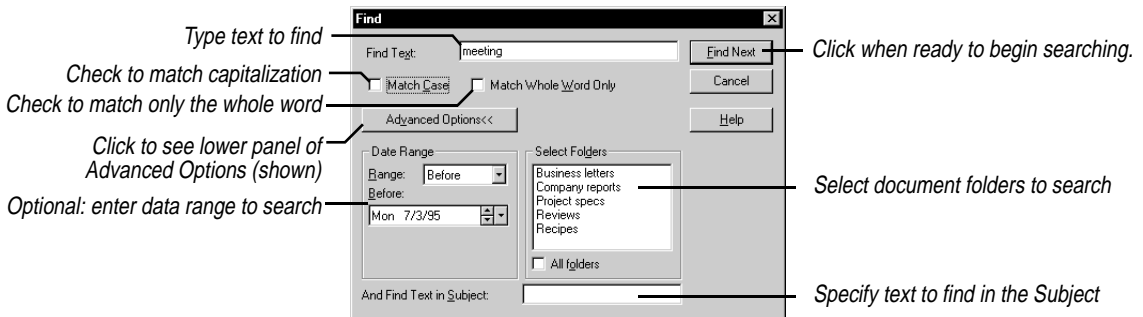 Find
Type text to find
Find Text: meeting Find Next
Click when ready to begin searching.
Check to match capitalization
Match Case Match Whole Word Only Cancel
Check to match only the whole word
Advanced Options<< Help
Click to see lower panel of
Advanced Options (shown)
Date Range
Range: Before
Before:
Optional: enter data range to search
Mon 7/3/95
Select Folders
Business letters
Company reports
Project specs
Reviews
Recipes
Select document folders to search
All folders
And Find Text in Subject:
Specify text to find in the Subject